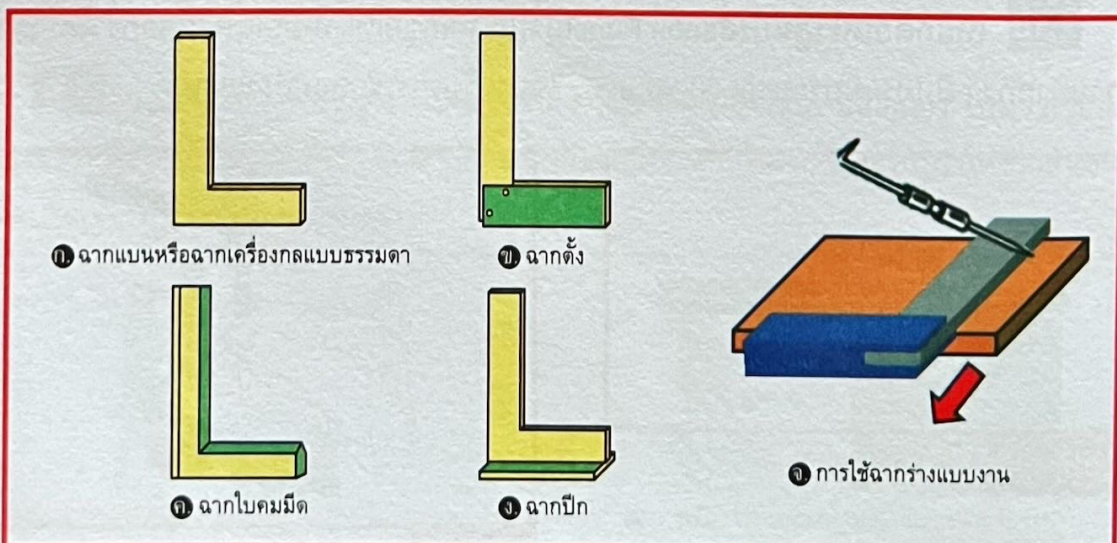 ก. ฉากแบนหรือฉากเครื่องกลแบบธรรมดา
ข. ฉากตั้ง
ค. ฉากใบคมมีด
ง. ฉากปีก
จ. การใช้ฉากร่างแบบงาน